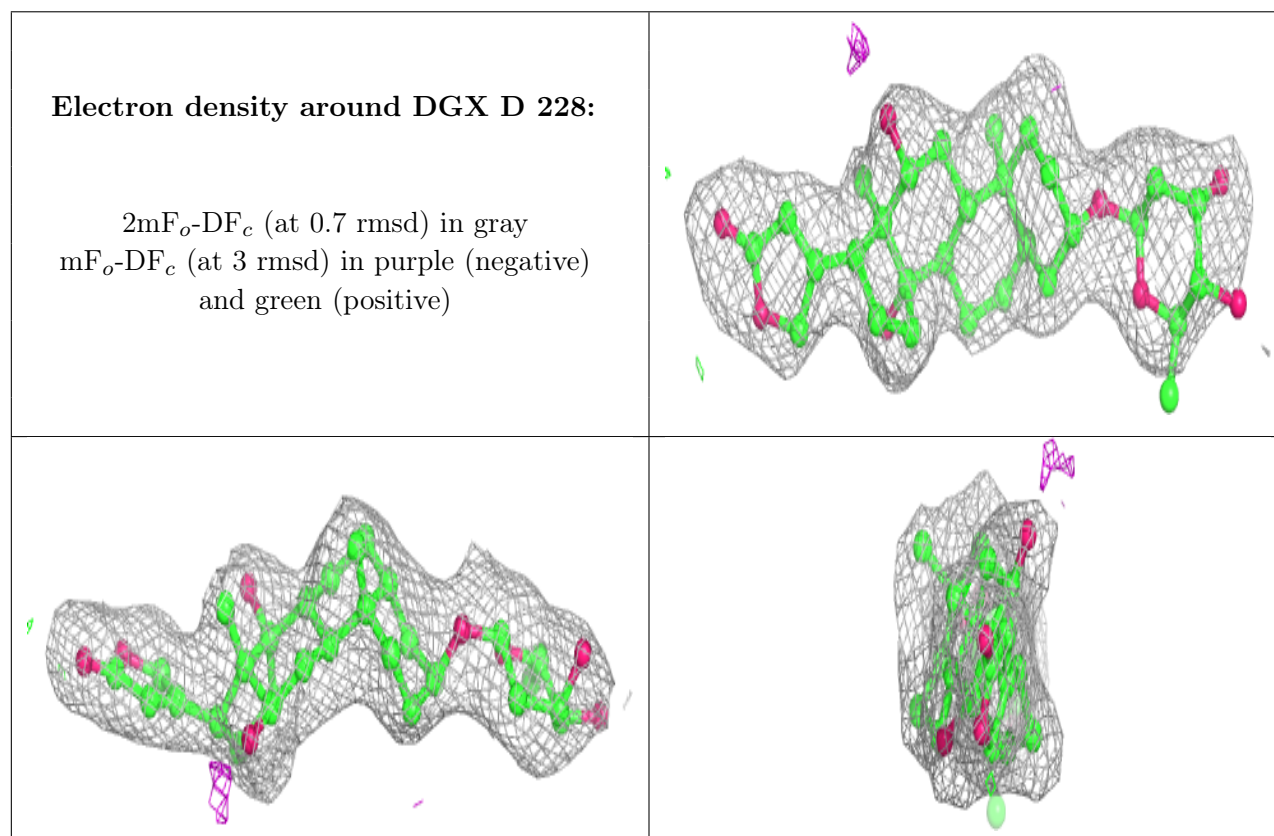 Electron density around DGX D 228:
2mFo-DFc (at 0.7 rmsd) in gray
mFo-DFc (at 3 rmsd) in purple (negative)
and green (positive)